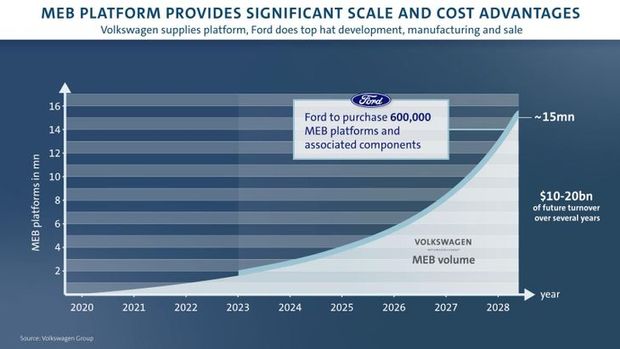 MEB PLATFORM PROVIDES SIGNIFICANT SCALE AND COST ADVANTAGES
Volkswagen supplies platform, Ford does top hat development, manufacturing and sale
MEB platforms in mn
16
14
12
10
8
6
4
2
Ford
Ford to purchase 600,000
MEB platforms and
associated components
~15mn
$10-20bn
of future turnover
over several years
VOLKSWAGEN
MEB volume
year
2020 2021 2022 2023 2024 2025 2026 2027 2028
Source: Volkswagen Group